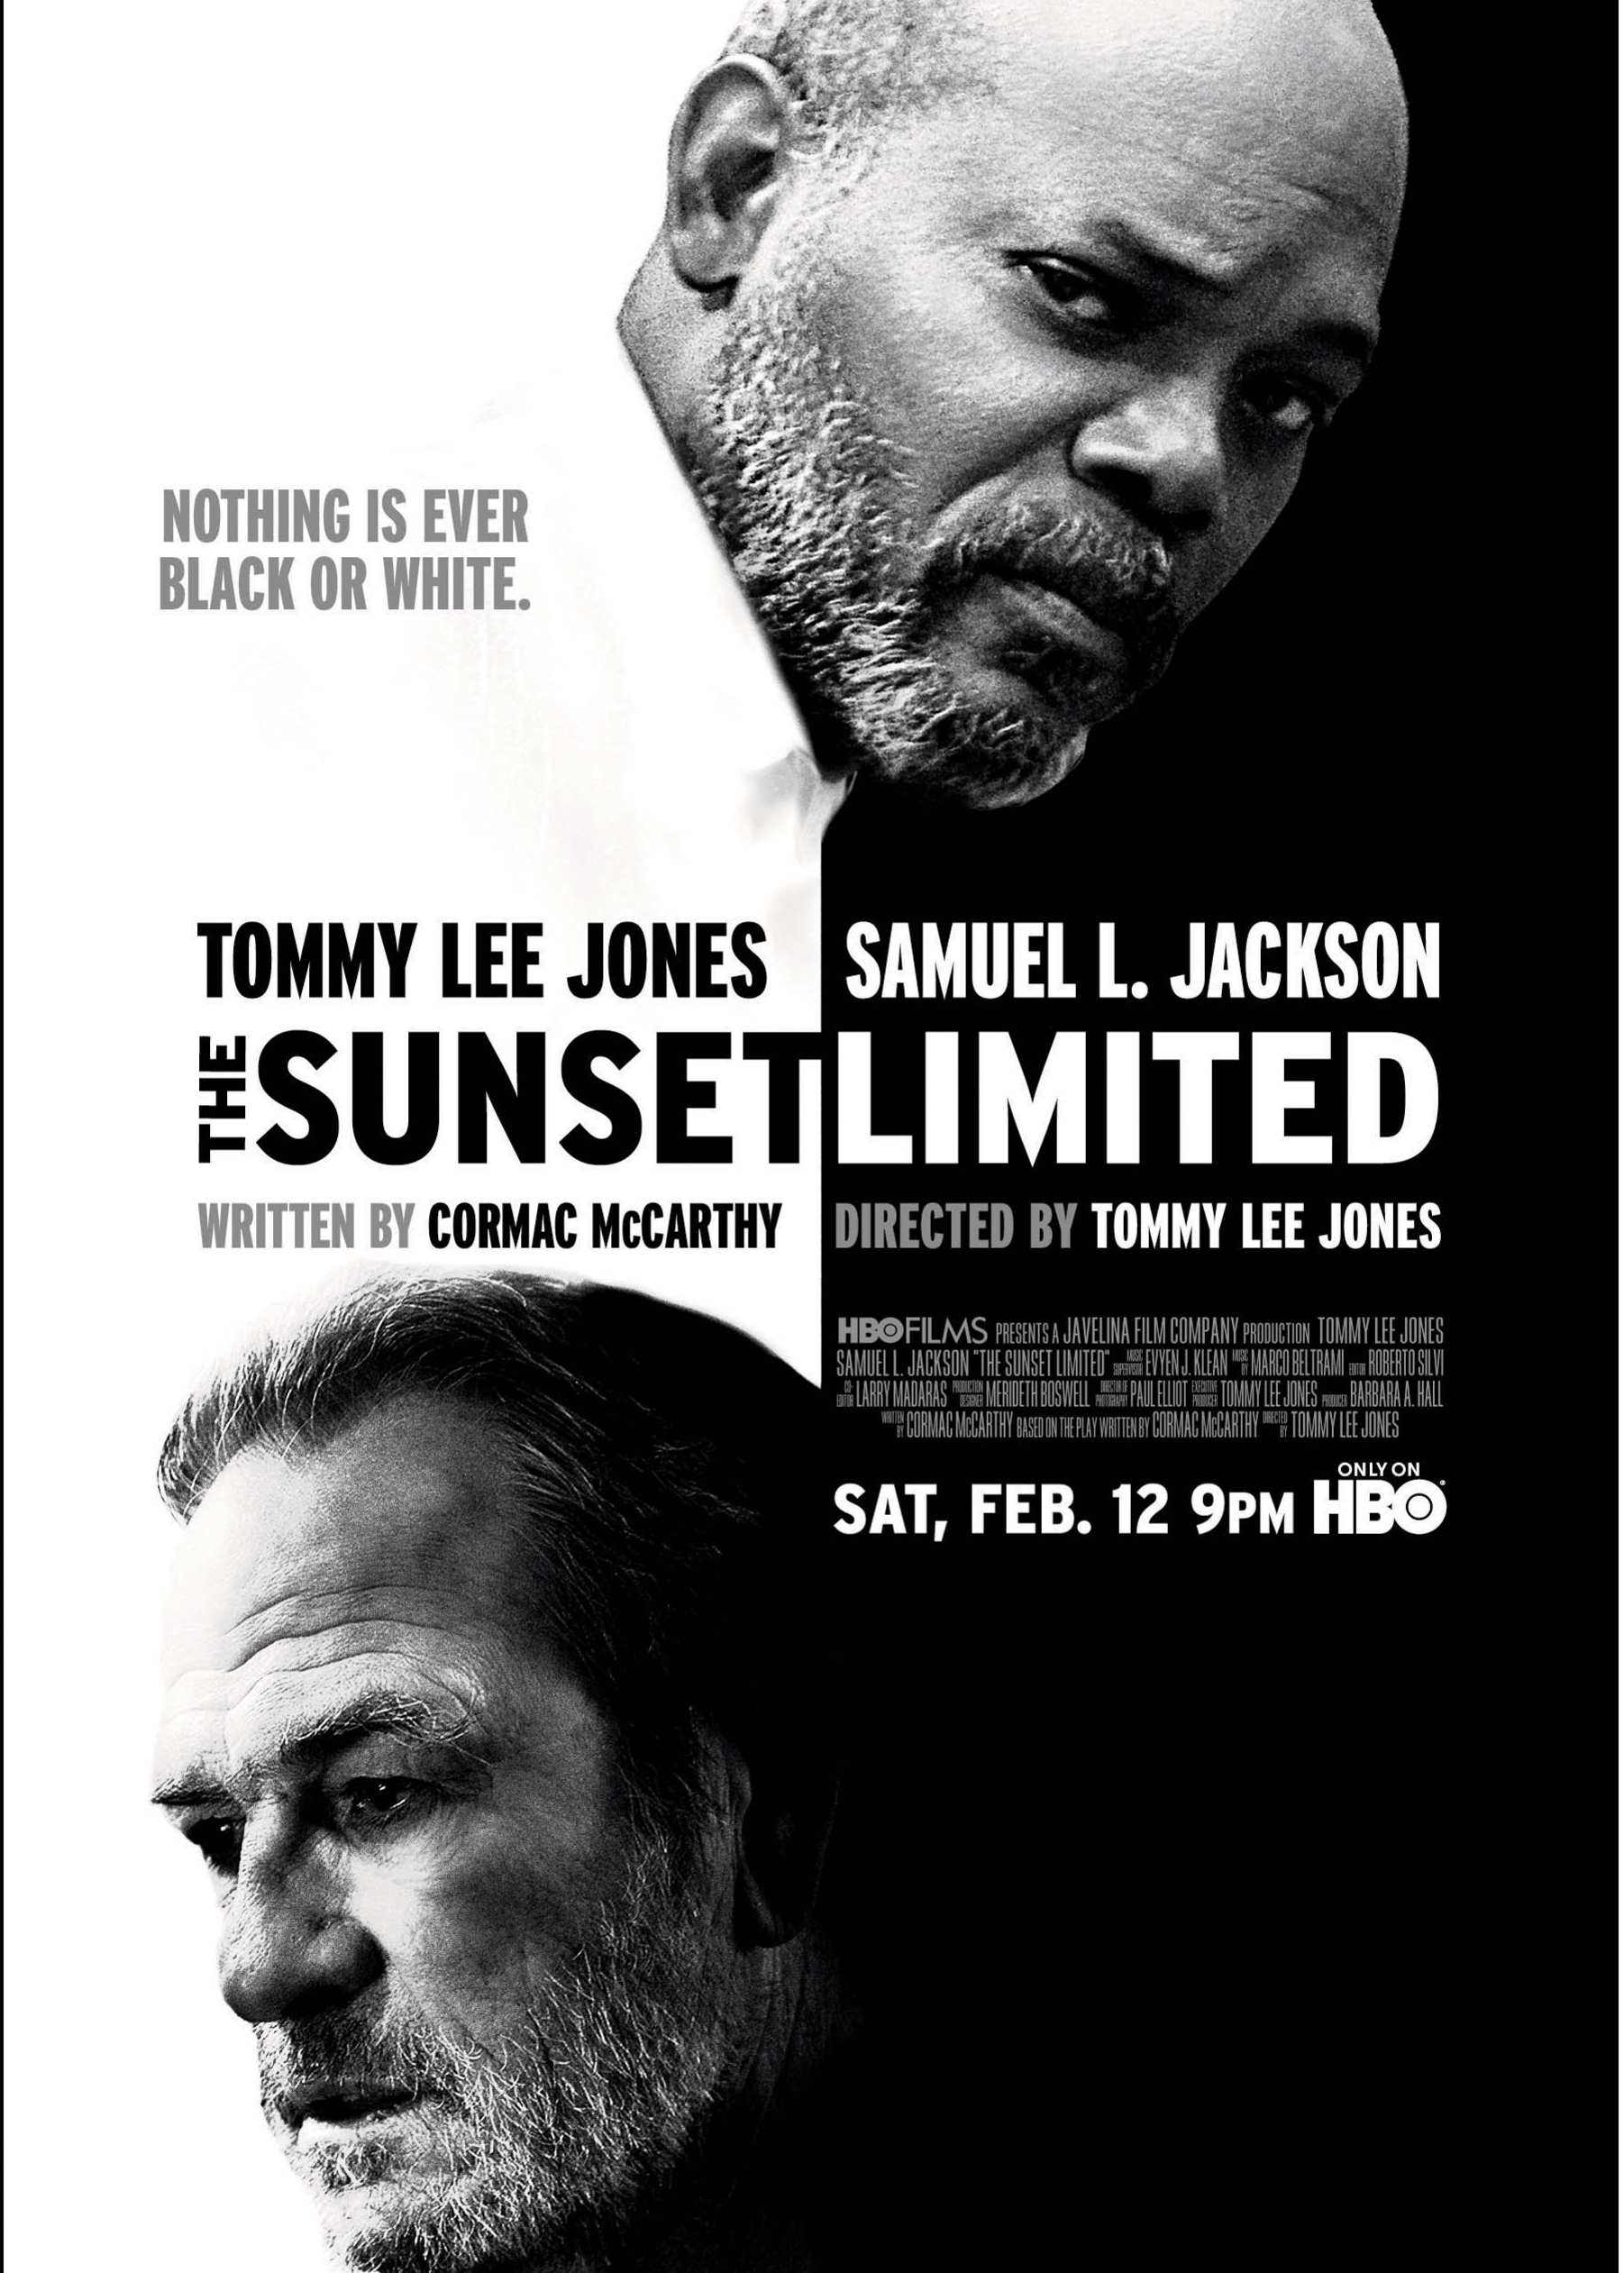 NOTHING IS EVER
BLACK OR WHITE.
TOMMY LEE JONES SAMUEL L. JACKSON
THE SUNSET LIMITED
WRITTEN BY CORMAC McCARTHY DIRECTED BY TOMMY LEE JONES
HBO FILMS PRESENTS A JAVELINA FILM COMPANY PRODUCTION TOMMY LEE JONES
SAMUEL L. JACKSON "THE SUNSET LIMITED" MUSIC SUPERVISOR EVYEN J. KLEAN MUSIC BY MARCO BELTRAMI EDITOR ROBERTO SILVI
CO-EDITOR LARRY MADARAS PRODUCTION DESIGNER MERIDETH BOSWELL DIRECTOR OF PHOTOGRAPHY PAUL ELLIOT EXECUTIVE PRODUCER TOMMY LEE JONES PRODUCER BARBARA A. HALL
WRITTEN BY CORMAC McCARTHY BASED ON THE PLAY WRITTEN BY CORMAC McCARTHY DIRECTED BY TOMMY LEE JONES
ONLY ON
SAT, FEB. 12 9PM HBO®